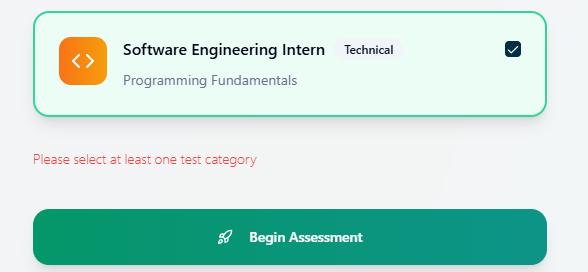 Software Engineering Intern Technical
Programming Fundamentals
Please select at least one test category
Begin Assessment